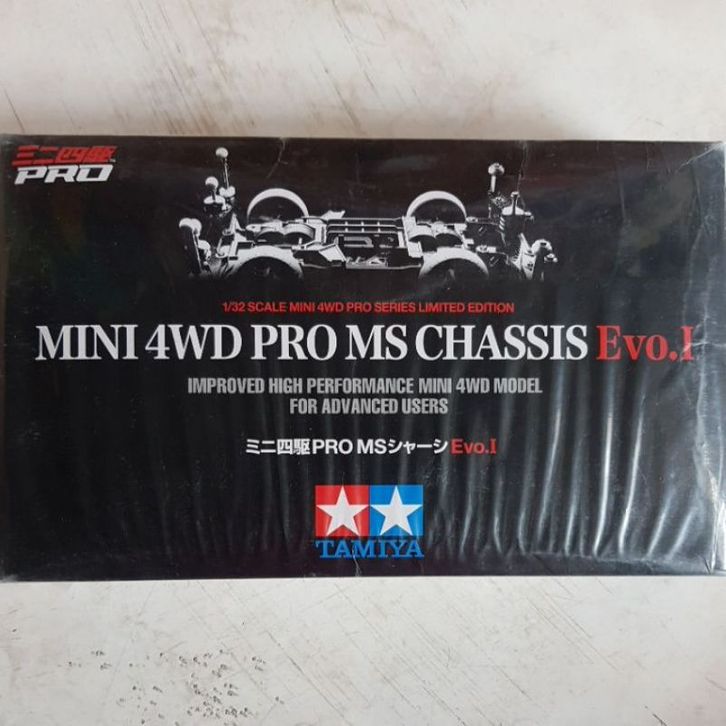 ミニ四駆
PRO
1/32 SCALE MINI 4WD PRO SERIES LIMITED EDITION
MINI 4WD PRO MS CHASSIS Evo.I
IMPROVED HIGH PERFORMANCE MINI 4WD MODEL
FOR ADVANCED USERS
ミニ四駆PRO MSシャーシ Evo.I
TAMIYA